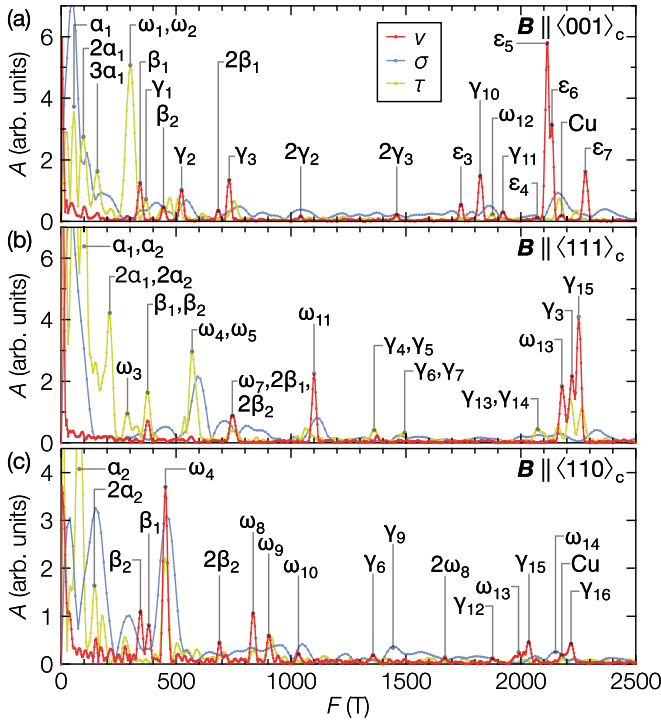 (a)
B ∥ ⟨001⟩c
α1
2α1
3α1
ω1, ω2
β1
γ1
β2
γ2
2β1
γ3
2γ2
2γ3
ε3
γ10
ω12
γ11
ε4
ε5
ε6
Cu
ε7
V
σ
τ
A (arb. units)
6
4
2
0
(b)
B ∥ ⟨111⟩c
α1, α2
2α1, 2α2
β1, β2
ω3
ω4, ω5
ω7, 2β1,
2β2
ω11
γ4, γ5
γ6, γ7
γ13, γ14
ω13
γ3
γ15
A (arb. units)
6
4
2
0
(c)
B ∥ ⟨110⟩c
α2
2α2
β2
β1
ω4
2β2
ω8
ω9
ω10
γ6
γ9
2ω8
γ12
ω13
γ15
ω14
Cu
γ16
A (arb. units)
4
3
2
1
0
0 500 1000 1500 2000 2500
F (T)